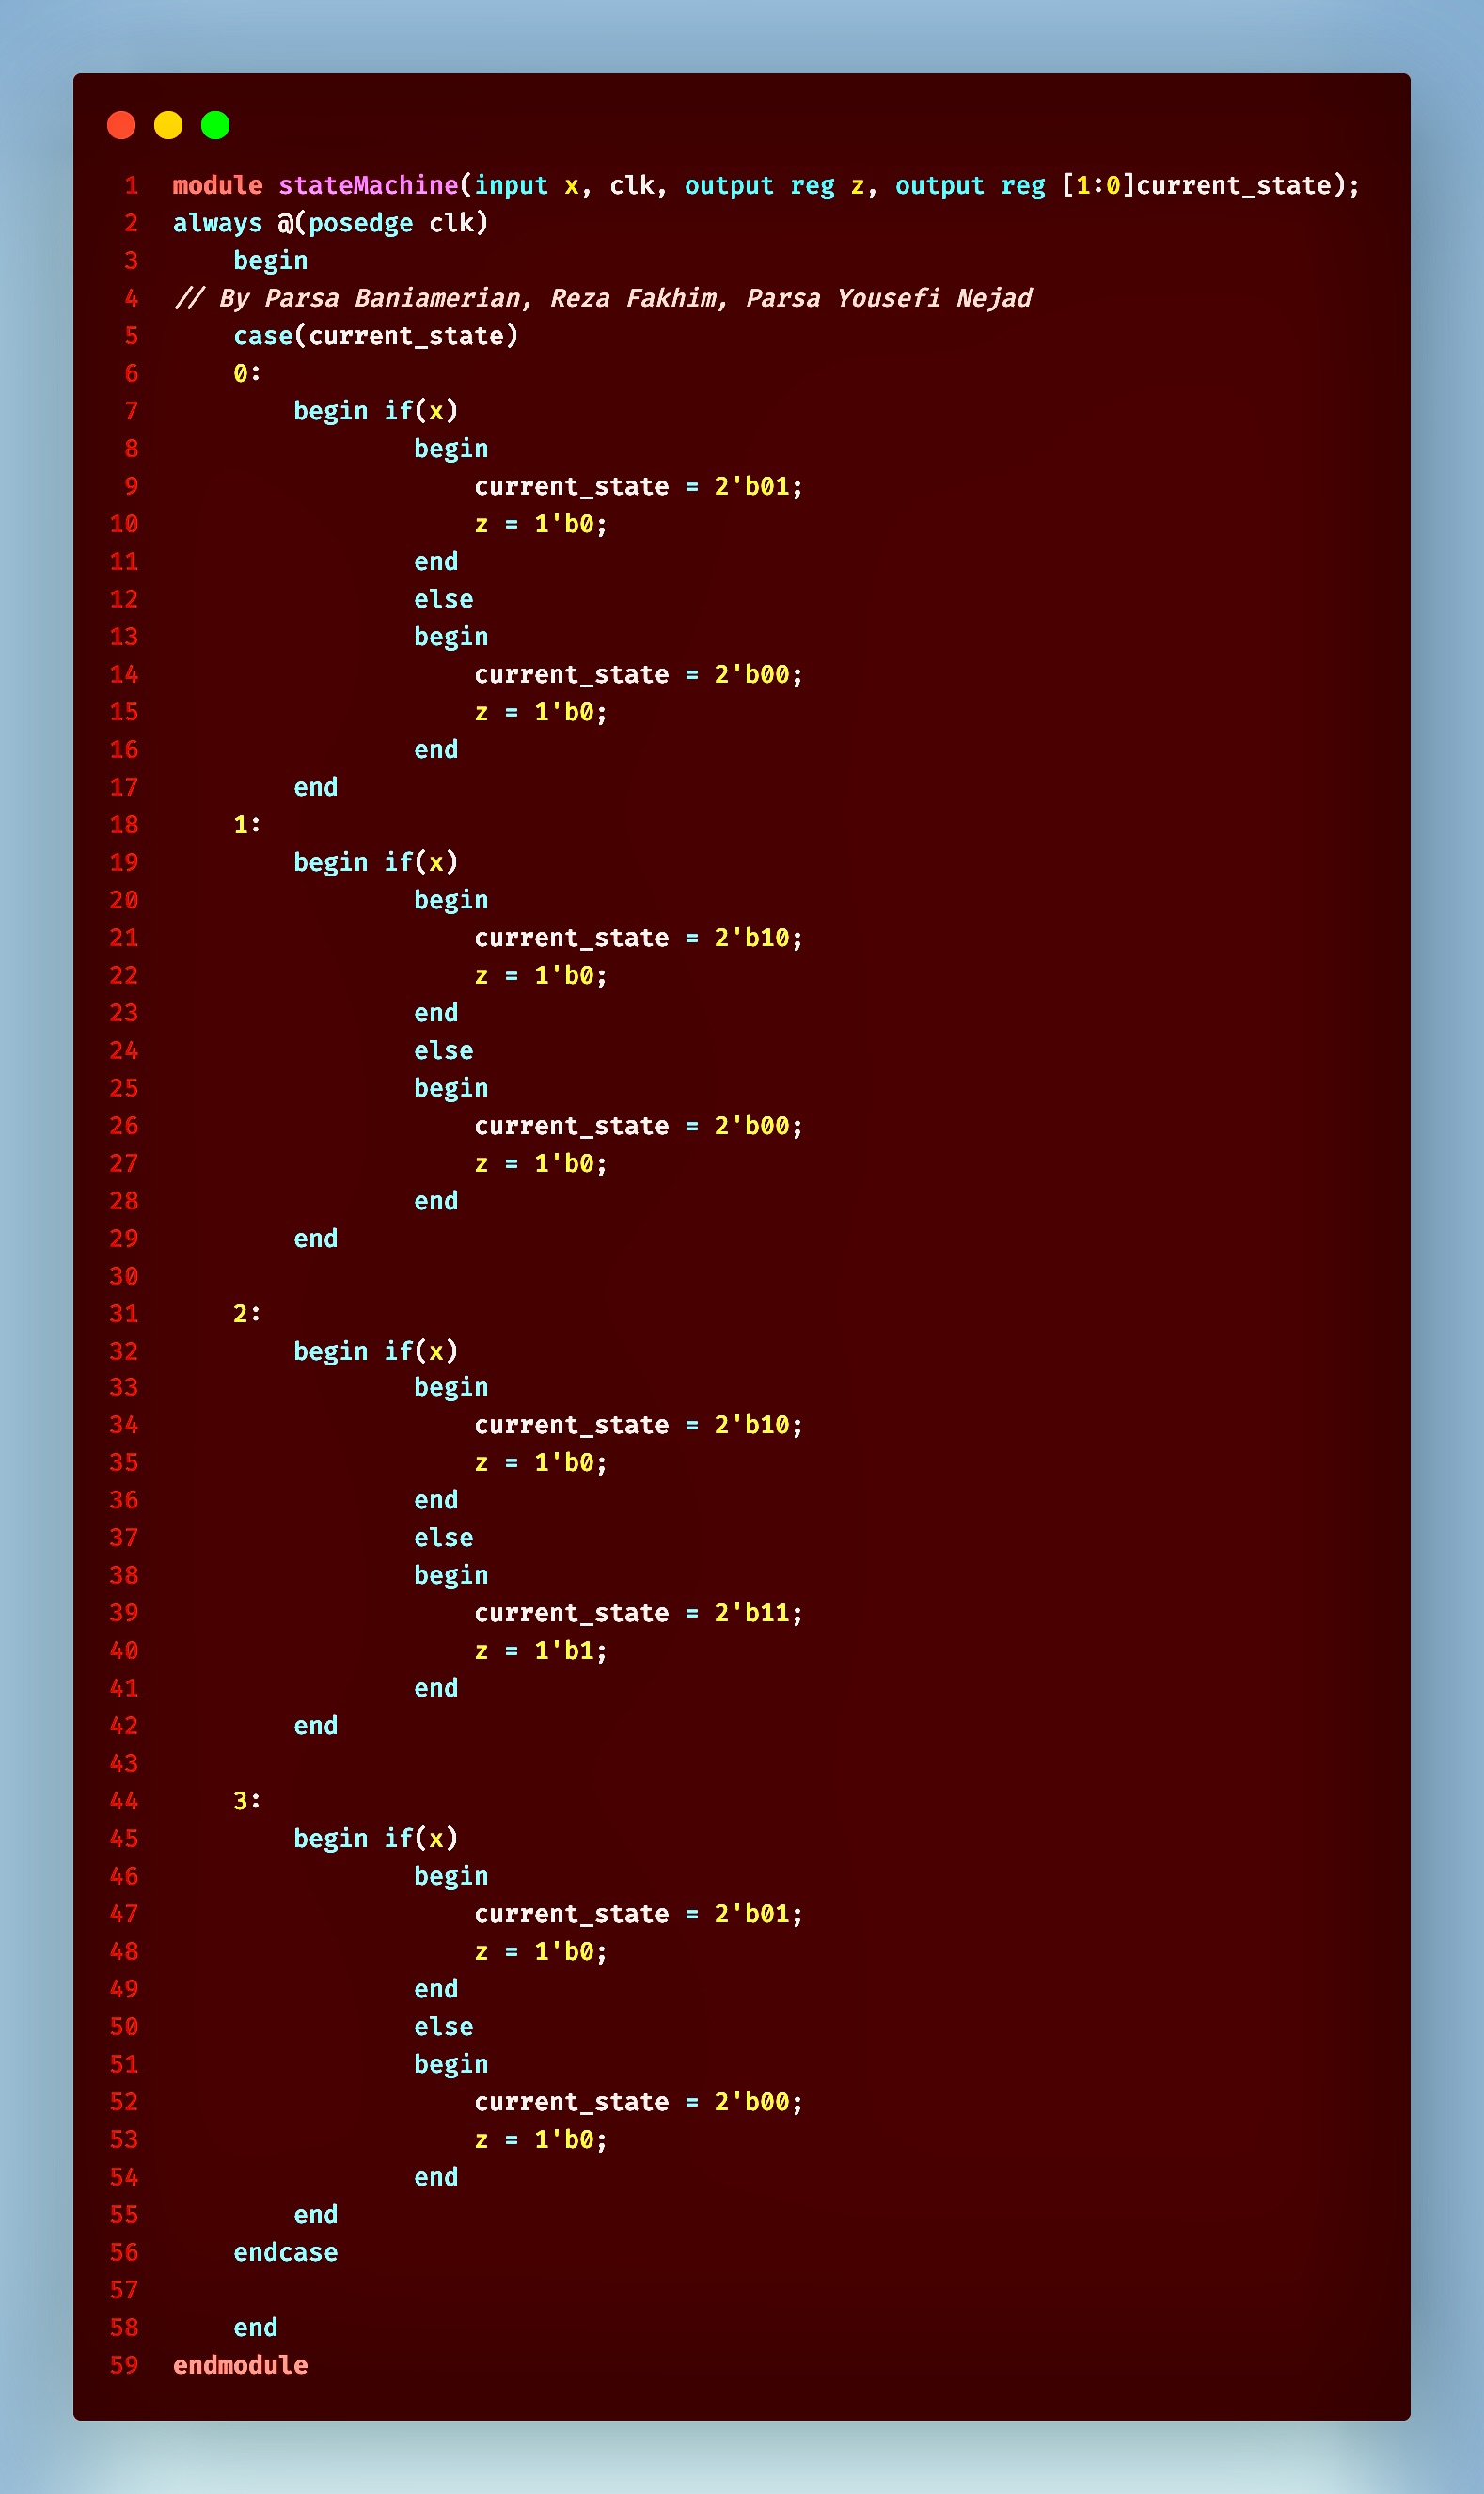 1 module stateMachine(input x, clk, output reg z, output reg [1:0]current_state);
2 always @(posedge clk)
3     begin
4 // By Parsa Baniamerian, Reza Fakhim, Parsa Yousefi Nejad
5     case(current_state)
6     0:
7         begin if(x)
8                 begin
9                     current_state = 2'b01;
10                     z = 1'b0;
11                 end
12                 else
13                 begin
14                     current_state = 2'b00;
15                     z = 1'b0;
16                 end
17         end
18     1:
19         begin if(x)
20                 begin
21                     current_state = 2'b10;
22                     z = 1'b0;
23                 end
24                 else
25                 begin
26                     current_state = 2'b00;
27                     z = 1'b0;
28                 end
29         end
30
31     2:
32         begin if(x)
33                 begin
34                     current_state = 2'b10;
35                     z = 1'b0;
36                 end
37                 else
38                 begin
39                     current_state = 2'b11;
40                     z = 1'b1;
41                 end
42         end
43
44     3:
45         begin if(x)
46                 begin
47                     current_state = 2'b01;
48                     z = 1'b0;
49                 end
50                 else
51                 begin
52                     current_state = 2'b00;
53                     z = 1'b0;
54                 end
55         end
56     endcase
57
58     end
59 endmodule